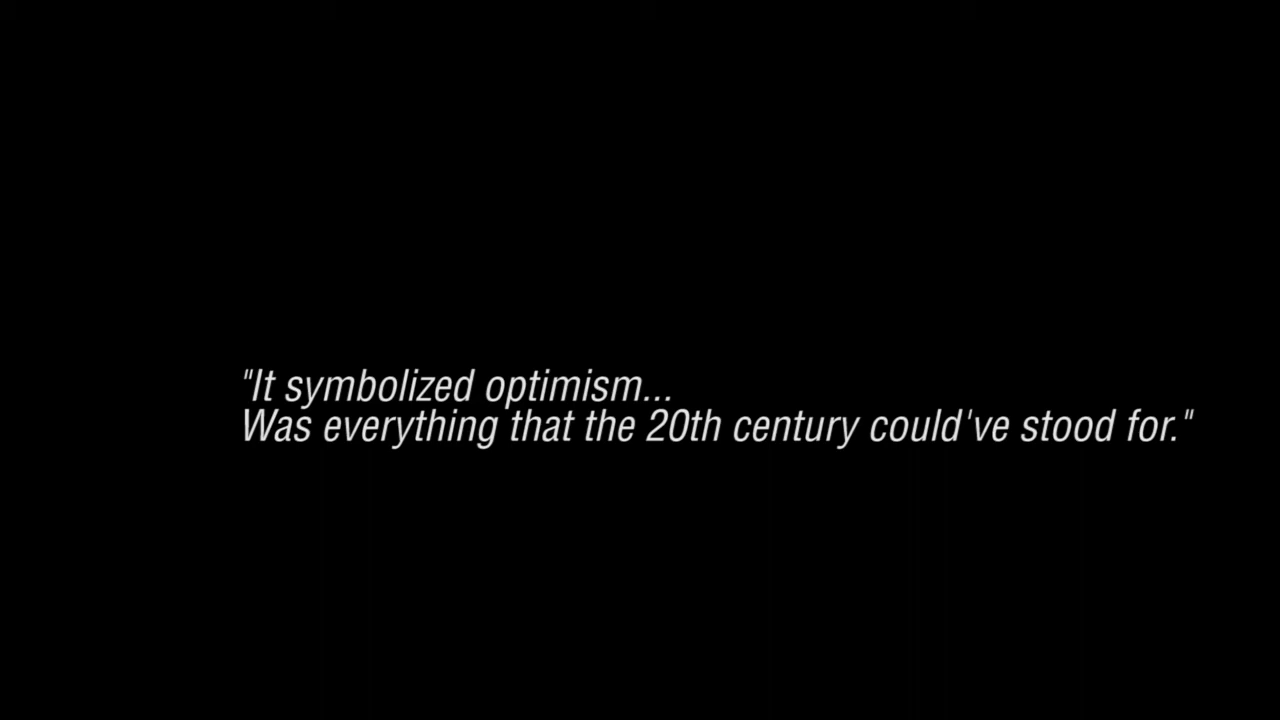 "It symbolized optimism...
Was everything that the 20th century could've stood for."